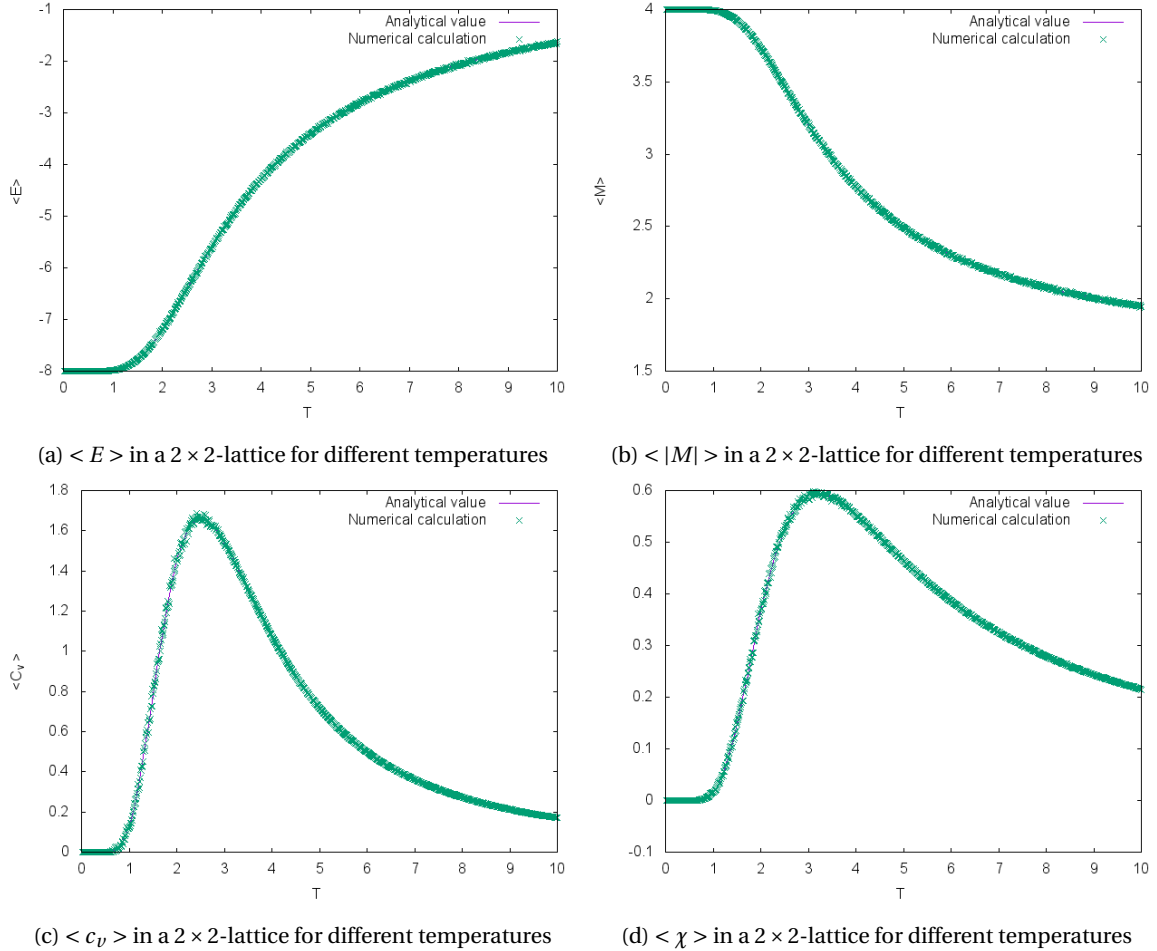 -1
-2
-3
-4
-5
-6
-7
-8
<E>
0 1 2 3 4 5 6 7 8 9 10
T
Analytical value
Numerical calculation
(a) < E > in a 2 × 2-lattice for different temperatures
4
3.5
3
2.5
2
1.5
<M>
0 1 2 3 4 5 6 7 8 9 10
T
Analytical value
Numerical calculation
(b) < |M| > in a 2 × 2-lattice for different temperatures
1.8
1.6
1.4
1.2
1
0.8
0.6
0.4
0.2
0
<C_v>
0 1 2 3 4 5 6 7 8 9 10
T
Analytical value
Numerical calculation
(c) < c_v > in a 2 × 2-lattice for different temperatures
0.6
0.5
0.4
0.3
0.2
0.1
0
-0.1
0 1 2 3 4 5 6 7 8 9 10
T
Analytical value
Numerical calculation
(d) < χ > in a 2 × 2-lattice for different temperatures